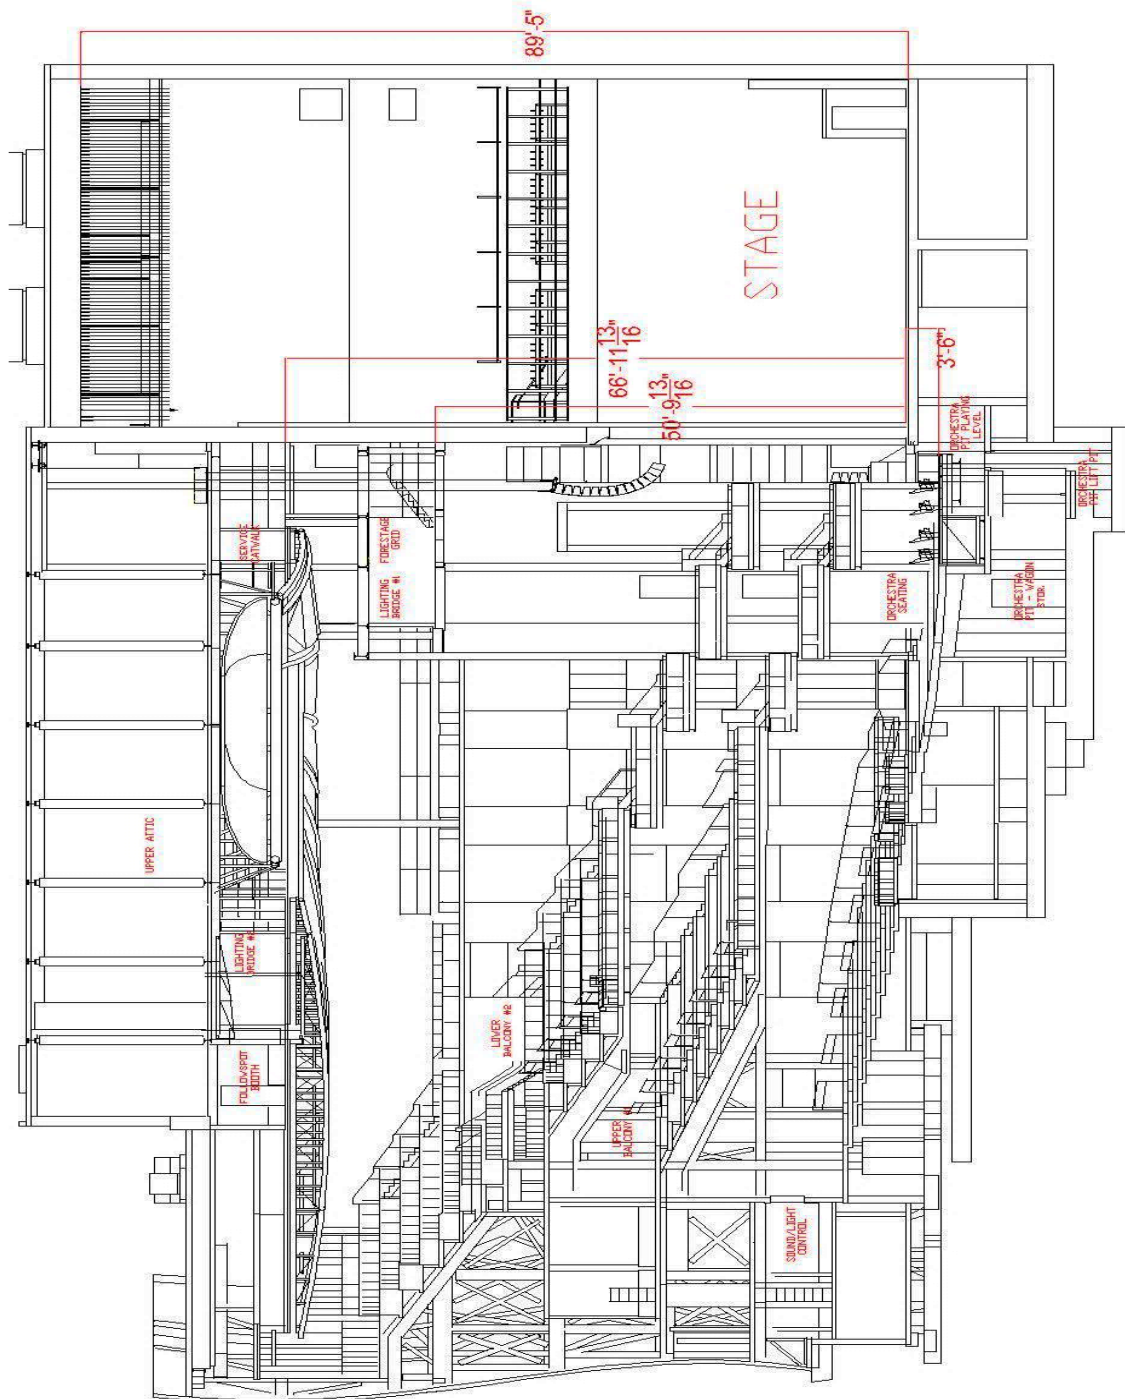 89'-5"
STAGE
66'-11 13/16"
50'-9 13/16"
3'-6"
ORCHESTRA
PIT PLAYING
LEVEL
ORCHESTRA
PIT LIFT PIT
SERVICE
CATWALK
FORESTAGE
GRID
LIGHTING
BRIDGE #1
ORCHESTRA
SEATING
ORCHESTRA
PIT - WAGON
STOR.
UPPER ATTIC
LIGHTING
BRIDGE
LOWER
BALCONY #2
FOLLOWSPOT
BOOTH
UPPER
BALCONY
SOUND/LIGHT
CONTROL